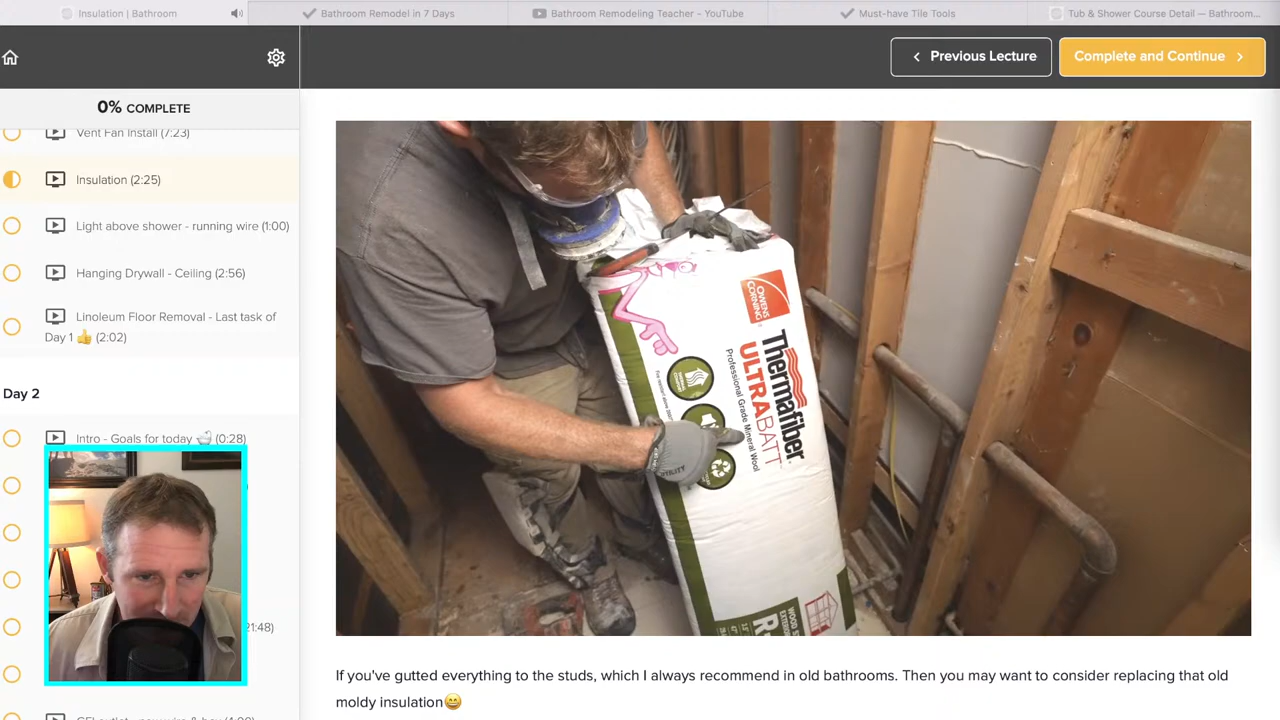 Insulation | Bathroom
Bathroom Remodel in 7 Days
Bathroom Remodeling Teacher - YouTube
Must-have Tile Tools
Tub & Shower Course Detail — Bathroom...
Previous Lecture
Complete and Continue
0% COMPLETE
Vent Fan Install (7:23)
Insulation (2:25)
Light above shower - running wire (1:00)
Hanging Drywall - Ceiling (2:56)
Linoleum Floor Removal - Last task of
Day 1 👍 (2:02)
Day 2
Intro - Goals for today 🛁 (0:28)
21:48)
OWENS
CORNING
Thermafiber
ULTRABATT
Professional Grade Mineral Wool
UTILITY
If you've gutted everything to the studs, which I always recommend in old bathrooms. Then you may want to consider replacing that old
moldy insulation😄